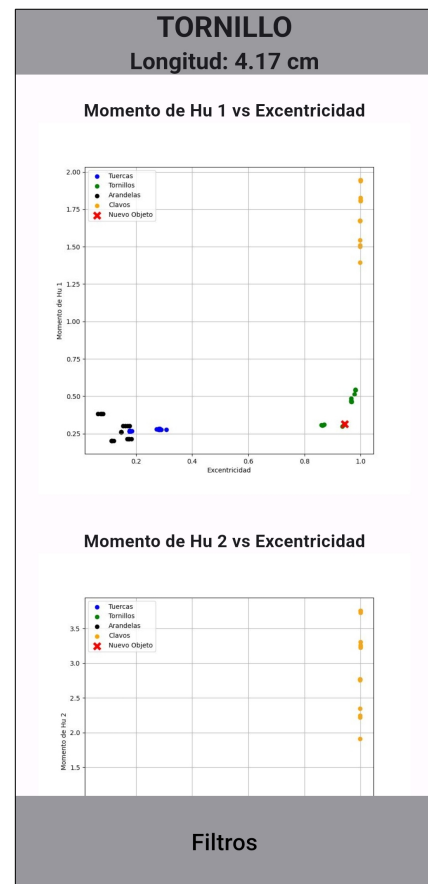 TORNILLO
Longitud: 4.17 cm
Momento de Hu 1 vs Excentricidad
Tuercas
Tornillos
Arandelas
Clavos
Nuevo Objeto
2.00
1.75
1.50
1.25
1.00
0.75
0.50
0.25
Momento de Hu 1
0.2 0.4 0.6 0.8 1.0
Excentricidad
Momento de Hu 2 vs Excentricidad
Tuercas
Tornillos
Arandelas
Clavos
Nuevo Objeto
3.5
3.0
2.5
2.0
1.5
Momento de Hu 2
Filtros